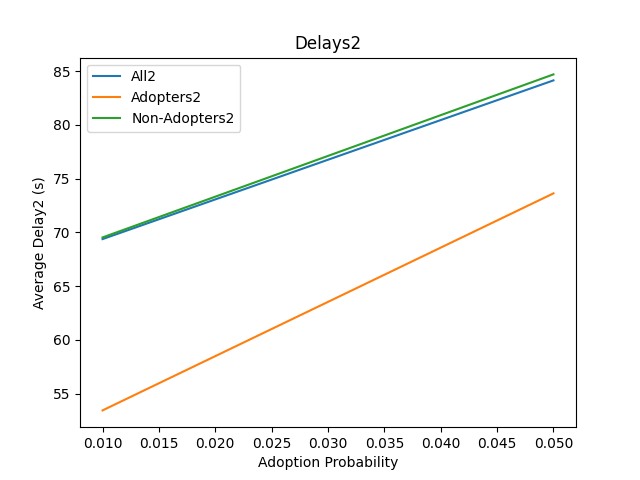 Delays2
All2
Adopters2
Non-Adopters2
Average Delay2 (s)
85
80
75
70
65
60
55
0.010 0.015 0.020 0.025 0.030 0.035 0.040 0.045 0.050
Adoption Probability